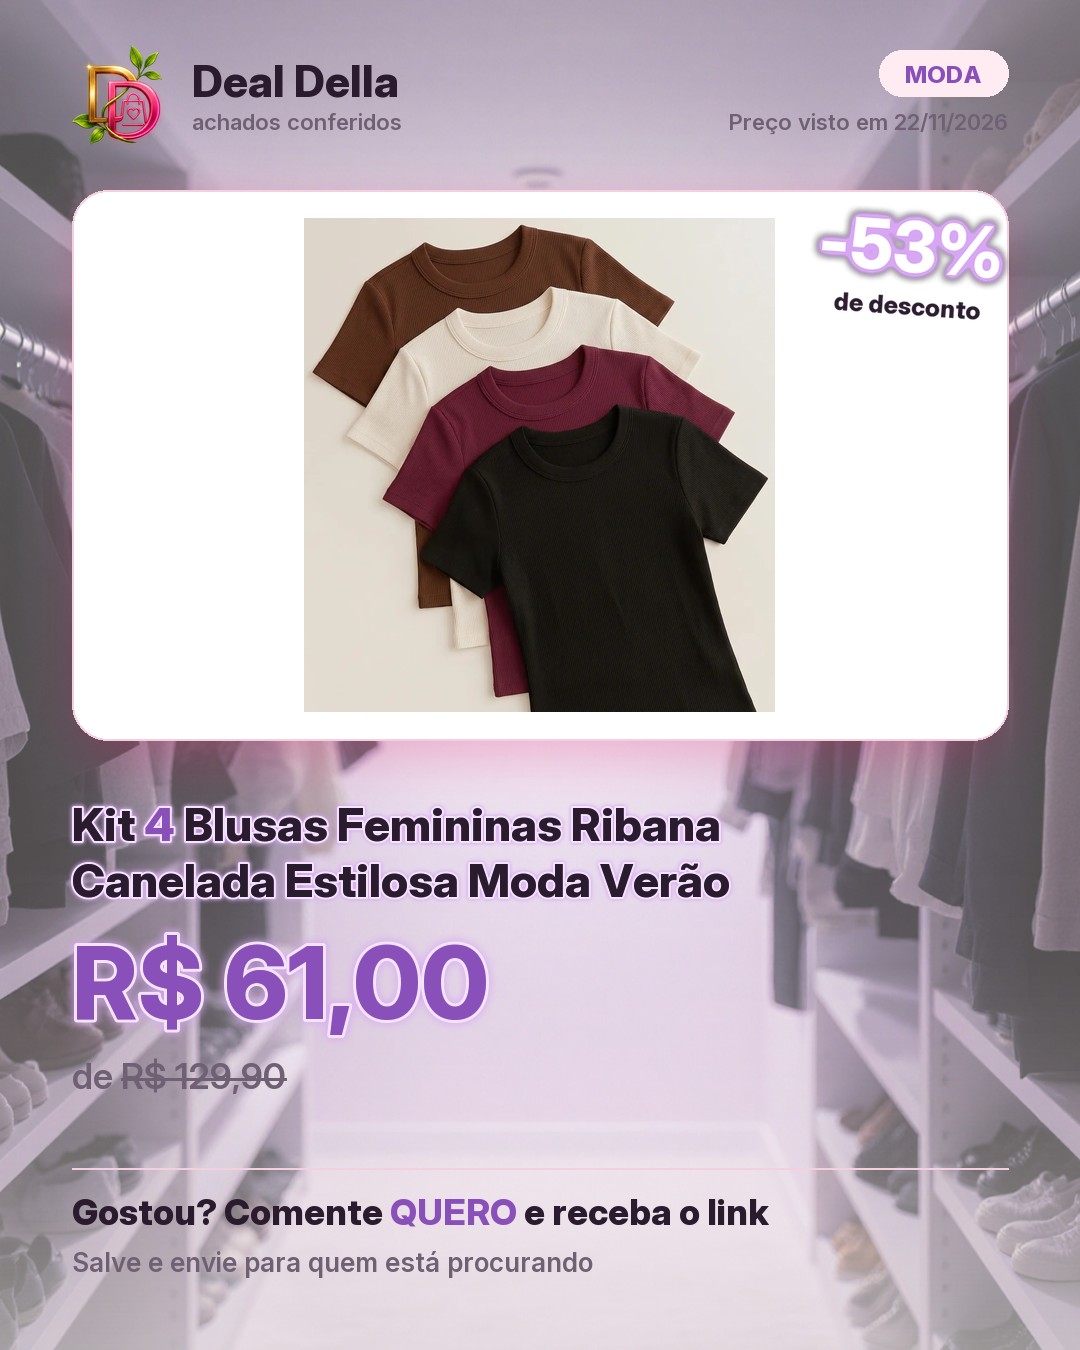 Deal Della
achados conferidos
MODA
Preço visto em 22/11/2026
-53%
de desconto
Kit 4 Blusas Femininas Ribana
Canelada Estilosa Moda Verão
R$ 61,00
de R$ 129,90
Gostou? Comente QUERO e receba o link
Salve e envie para quem está procurando